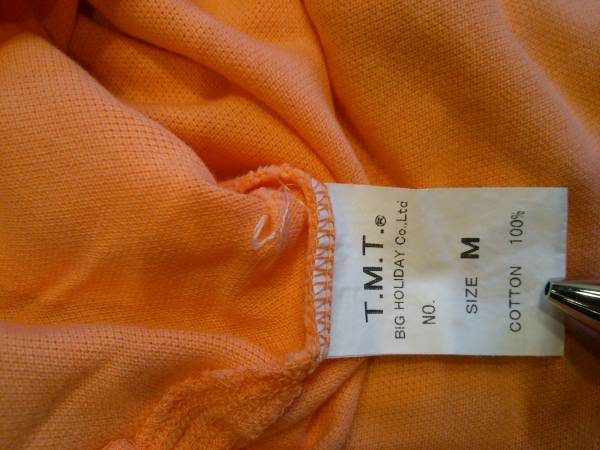 T.M.T.®
BIG HOLIDAY Co.,Ltd
NO.
SIZE M
COTTON 100%